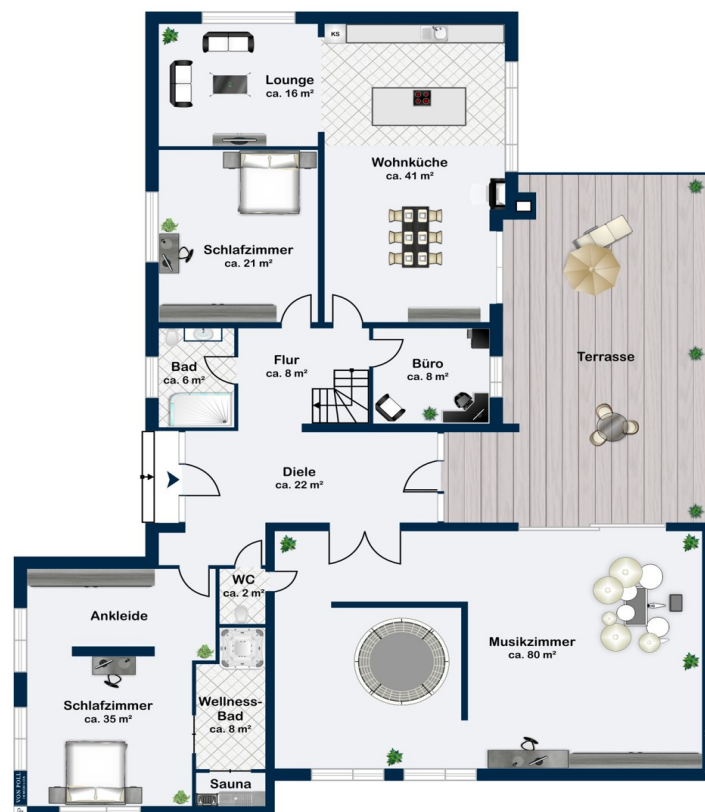 KS
Lounge
ca. 16 m²
Wohnküche
ca. 41 m²
Schlafzimmer
ca. 21 m²
Terrasse
Bad
ca. 6 m²
Flur
ca. 8 m²
Büro
ca. 8 m²
Diele
ca. 22 m²
WC
ca. 2 m²
Ankleide
Musikzimmer
ca. 80 m²
Schlafzimmer
ca. 35 m²
Wellness-
Bad
ca. 8 m²
Sauna
VON POLL